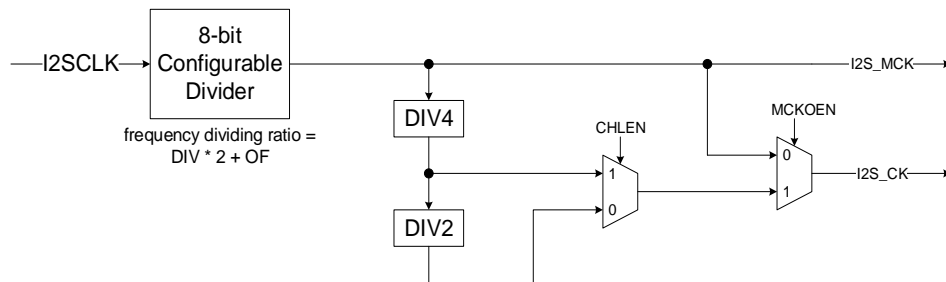 8-bit
Configurable
Divider
I2SCLK
I2S_MCK
frequency dividing ratio =
DIV * 2 + OF
DIV4
CHLEN
MCKOEN
0
1
I2S_CK
1
0
DIV2